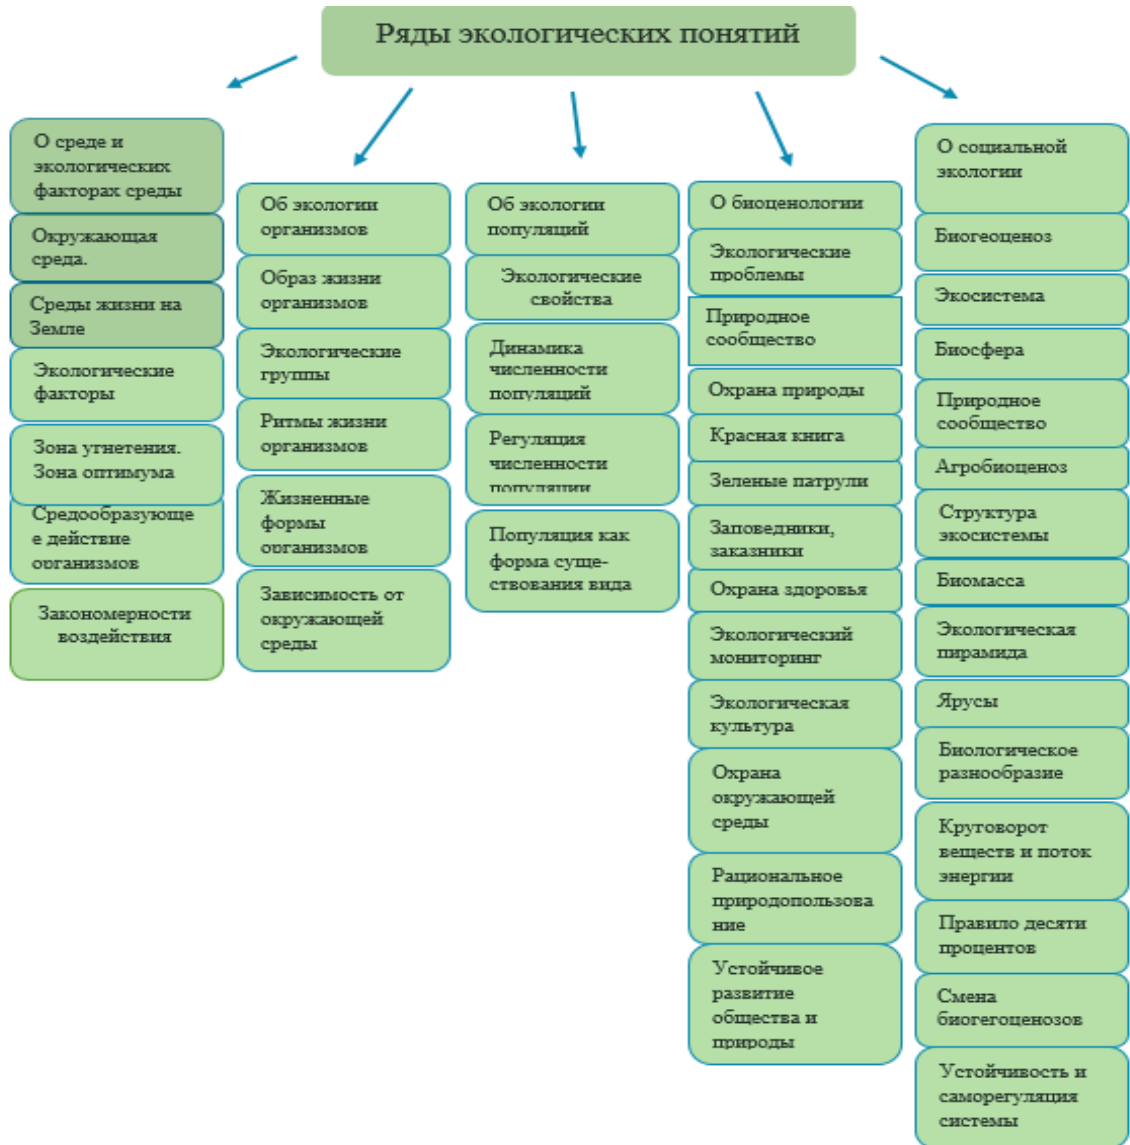 Ряды экологических понятий
О среде и
экологических
факторах среды
Окружающая
среда.
Среды жизни на
Земле
Экологические
факторы
Зона угнетения.
Зона оптимума
Средообразующе
е действие
организмов
Закономерности
воздействия
Об экологии
организмов
Образ жизни
организмов
Экологические
группы
Ритмы жизни
организмов
Жизненные
формы
организмов
Зависимость от
окружающей
среды
Об экологии
популяций
Экологические
свойства
Динамика
численности
популяций
Регуляция
численности
популяции
Популяция как
форма суще-
ствования вида
О биоценологии
Экологические
проблемы
Природное
сообщество
Охрана природы
Красная книга
Зеленые патрули
Заповедники,
заказники
Охрана здоровья
Экологический
мониторинг
Экологическая
культура
Охрана
окружающей
среды
Рациональное
природопользова
ние
Устойчивое
развитие
общества и
природы
О социальной
экологии
Биогеоценоз
Экосистема
Биосфера
Природное
сообщество
Агробиоценоз
Структура
экосистемы
Биомасса
Экологическая
пирамида
Ярусы
Биологическое
разнообразие
Круговорот
веществ и поток
энергии
Правило десяти
процентов
Смена
биогегоценозов
Устойчивость и
саморегуляция
системы